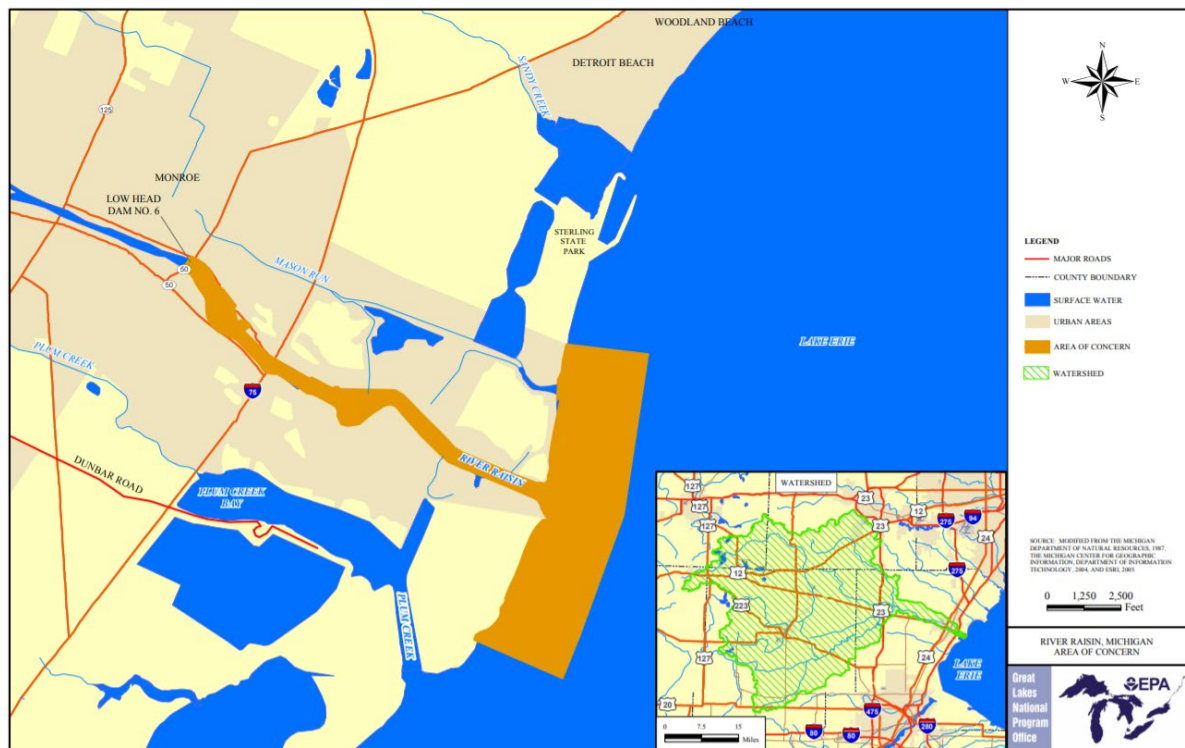 WOODLAND BEACH
DETROIT BEACH
SANDY CREEK
125
MONROE
LOW HEAD
DAM NO. 6
STERLING
STATE
PARK
50
50
MASON RUN
PLUM CREEK
75
LAKE ERIE
RIVER RAISIN
DUNBAR ROAD
PLUM CREEK
BAY
PLUM CREEK
N
W E
S
LEGEND
MAJOR ROADS
COUNTY BOUNDARY
SURFACE WATER
URBAN AREAS
AREA OF CONCERN
WATERSHED
WATERSHED
127
127
127
23
12
275
94
23
24
275
12
223
23
127
24
LAKE
ERIE
20
475
80
80
280
0 7.5 15
Miles
SOURCE: MODIFIED FROM THE MICHIGAN
DEPARTMENT OF NATURAL RESOURCES, 1987,
THE MICHIGAN CENTER FOR GEOGRAPHIC
INFORMATION, DEPARTMENT OF INFORMATION
TECHNOLOGY, 2004, AND ESRI, 2005
0 1,250 2,500
Feet
RIVER RAISIN, MICHIGAN
AREA OF CONCERN
Great
Lakes
National
Program
Office
EPA